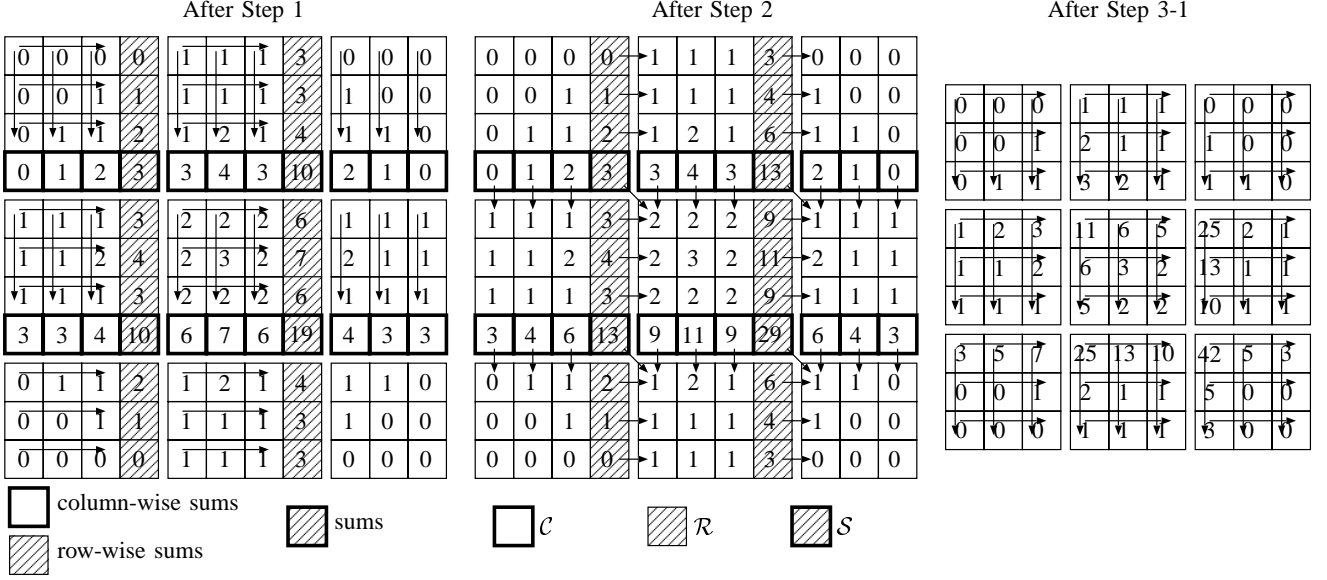 After Step 1
0 0 0 0 1 1 1 3 0 0 0
0 0 1 1 1 1 1 3 1 0 0
0 1 1 2 1 2 1 4 1 1 0
0 1 2 3 3 4 3 10 2 1 0
1 1 1 3 2 2 2 6 1 1 1
1 1 2 4 2 3 2 7 2 1 1
1 1 1 3 2 2 2 6 1 1 1
3 3 4 10 6 7 6 19 4 3 3
0 1 1 2 1 2 1 4 1 1 0
0 0 1 1 1 1 1 3 1 0 0
0 0 0 0 1 1 1 3 0 0 0
column-wise sums
row-wise sums
sums
After Step 2
0 0 0 0 1 1 1 3 0 0 0
0 0 1 1 1 1 1 4 1 0 0
0 1 1 2 1 2 1 6 1 1 0
0 1 2 3 3 4 3 13 2 1 0
1 1 1 3 2 2 2 9 1 1 1
1 1 2 4 2 3 2 11 2 1 1
1 1 1 3 2 2 2 9 1 1 1
3 4 6 13 9 11 9 29 6 4 3
0 1 1 2 1 2 1 6 1 1 0
0 0 1 1 1 1 1 4 1 0 0
0 0 0 0 1 1 1 3 0 0 0
C
R
S
After Step 3-1
0 0 0 1 1 1 0 0 0
0 0 1 2 1 1 1 0 0
0 1 1 3 2 1 1 1 0
1 2 3 11 6 5 25 2 1
1 1 2 6 3 2 13 1 1
1 1 1 5 2 2 10 1 1
3 5 7 25 13 10 42 5 3
0 0 1 2 1 1 5 0 0
0 0 0 1 1 1 3 0 0